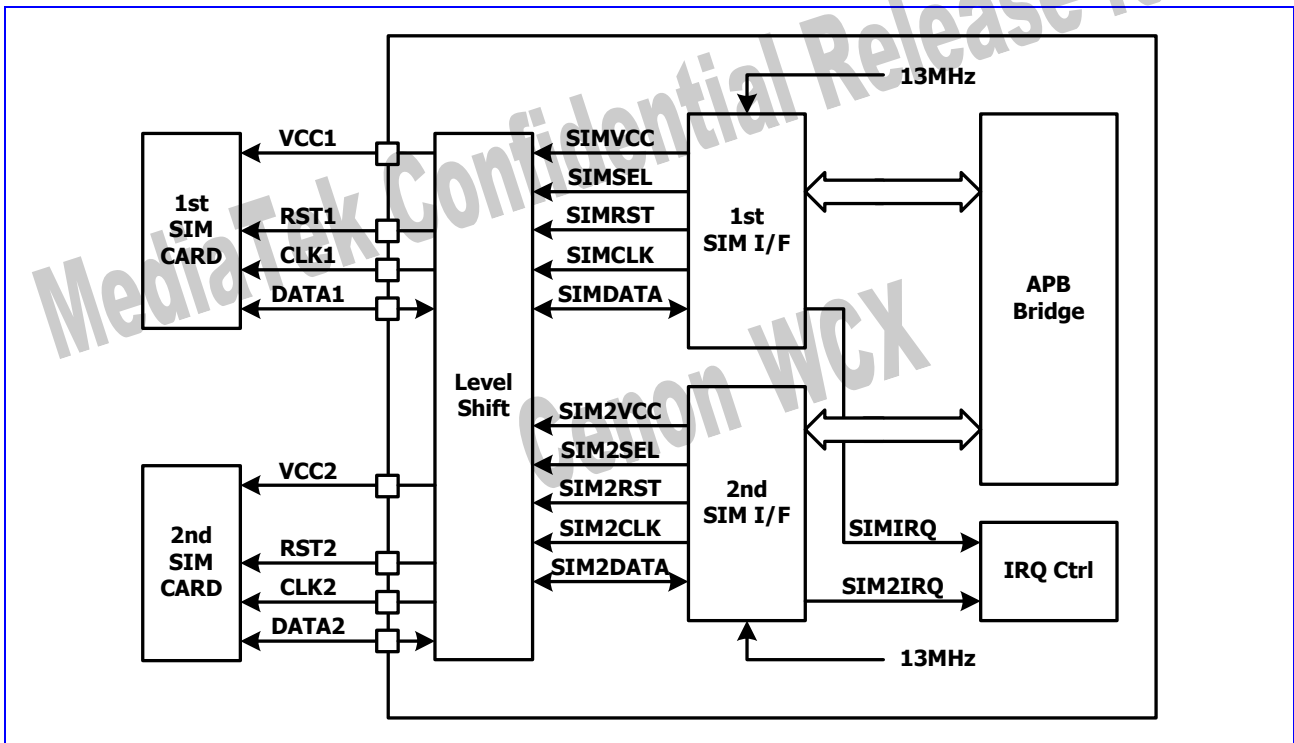 MediaTek Confidential Release
Cenon WCX
13MHz
1st
SIM
CARD
VCC1
RST1
CLK1
DATA1
Level
Shift
SIMVCC
SIMSEL
SIMRST
SIMCLK
SIMDATA
1st
SIM I/F
APB
Bridge
2nd
SIM
CARD
VCC2
RST2
CLK2
DATA2
SIM2VCC
SIM2SEL
SIM2RST
SIM2CLK
SIM2DATA
2nd
SIM I/F
SIMIRQ
SIM2IRQ
IRQ Ctrl
13MHz